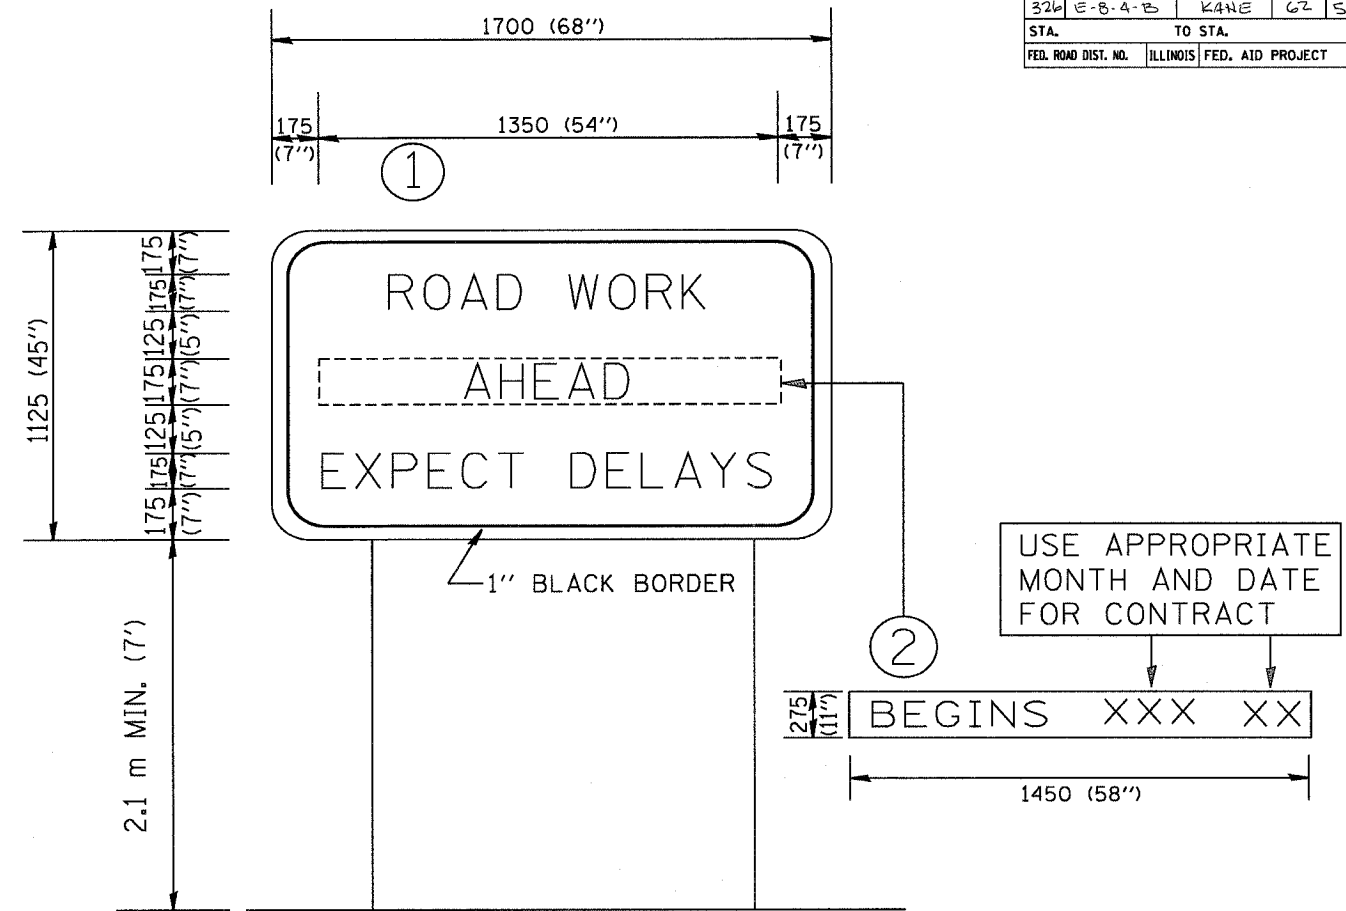 326 E-8-4-B KANE 62 5
STA. TO STA.
FED. ROAD DIST. NO. ILLINOIS FED. AID PROJECT
1700 (68")
175 1350 (54") 175
(7") (7")
1
1125 (45")
175 (7")
175 (7")
125 (5")
175 (7")
125 (5")
175 (7")
175 (7")
ROAD WORK
AHEAD
EXPECT DELAYS
1" BLACK BORDER
2.1 m MIN. (7')
USE APPROPRIATE
MONTH AND DATE
FOR CONTRACT
2
275 (11")
BEGINS XXX XX
1450 (58")